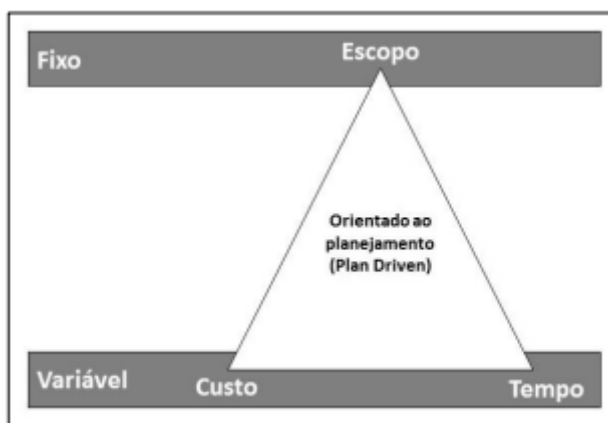 Fixo
Escopo
Orientado ao
planejamento
(Plan Driven)
Variável
Custo
Tempo